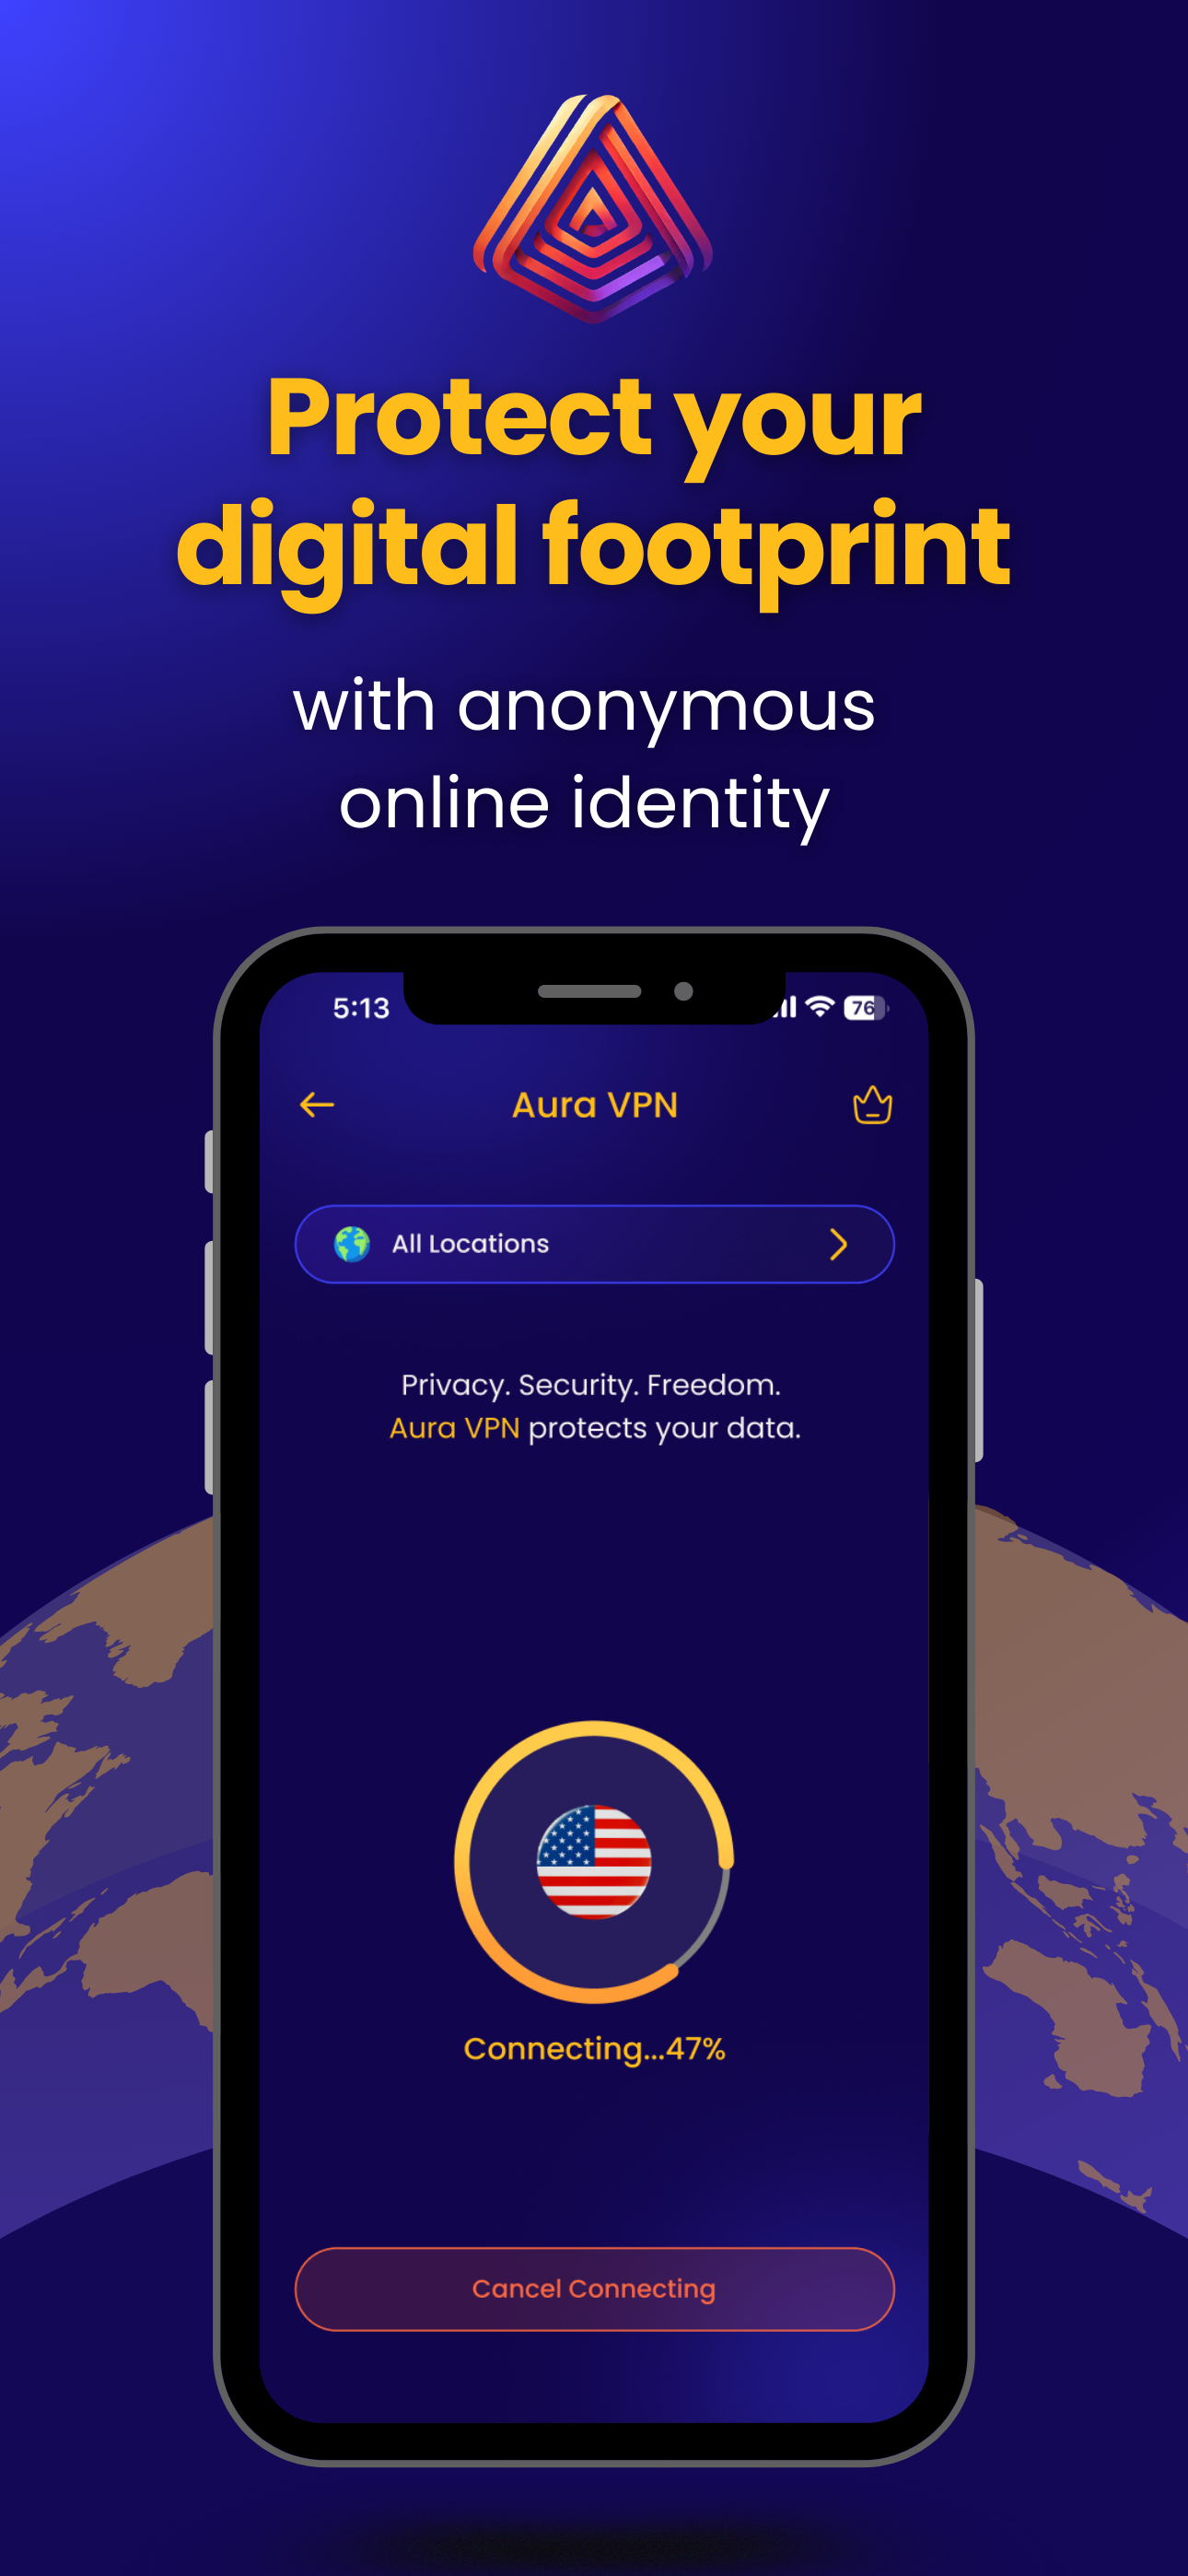 Protect your
digital footprint
with anonymous
online identity
5:13
76
Aura VPN
All Locations
Privacy. Security. Freedom.
Aura VPN protects your data.
Connecting...47%
Cancel Connecting